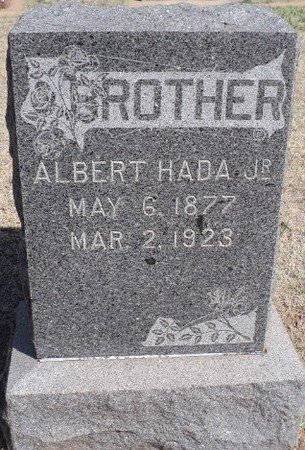 BROTHER
ALBERT HADA JR
MAY 6, 1877
MAR. 2, 1923